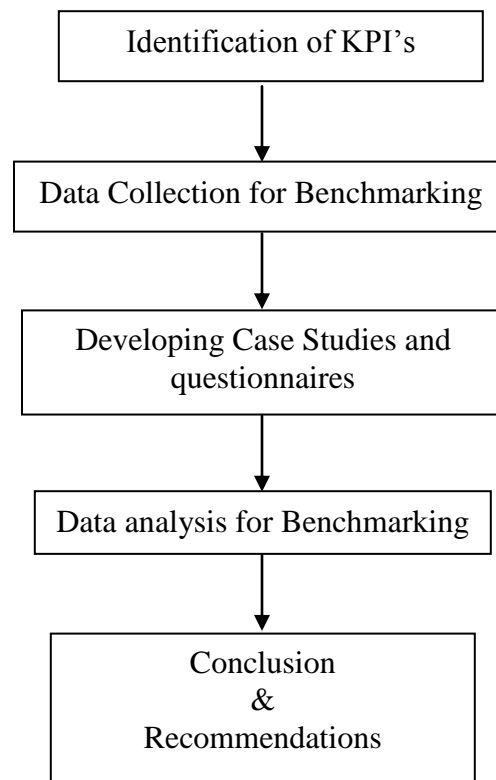 Identification of KPI’s
Data Collection for Benchmarking
Developing Case Studies and
questionnaires
Data analysis for Benchmarking
Conclusion
&
Recommendations